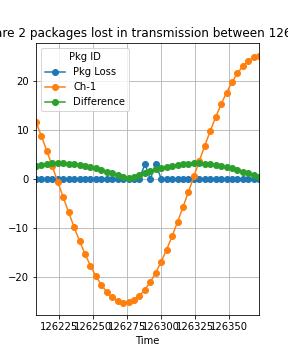 are 2 packages lost in transmission between 126
Pkg ID
Pkg Loss
Ch-1
Difference
20
10
0
−10
−20
126225
126250
126275
126300
126325
126350
Time